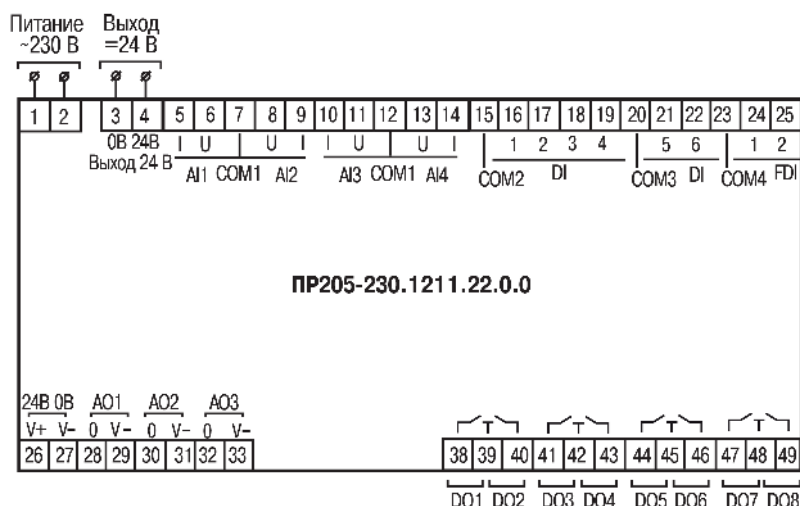 Питание Выход
~230 В =24 В
1 2 3 4 5 6 7 8 9 10 11 12 13 14 15 16 17 18 19 20 21 22 23 24 25
0В 24В I U U I I U U I 1 2 3 4 5 6 1 2
Выход 24 В AI1 COM1 AI2 AI3 COM1 AI4 COM2 DI COM3 DI COM4 FDI
ПР205-230.1211.22.0.0
24В 0В АО1 АО2 АО3
V+ V- 0 V- 0 V- 0 V-
26 27 28 29 30 31 32 33 38 39 40 41 42 43 44 45 46 47 48 49
DO1 DO2 DO3 DO4 DO5 DO6 DO7 DO8